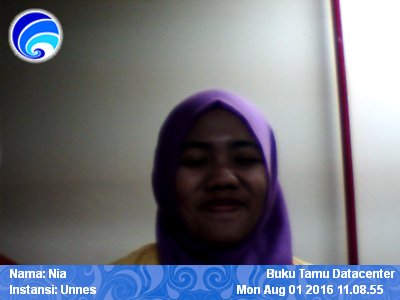 Nama: Nia
Buku Tamu Datacenter
Instansi: Unnes
Mon Aug 01 2016 11.08.55